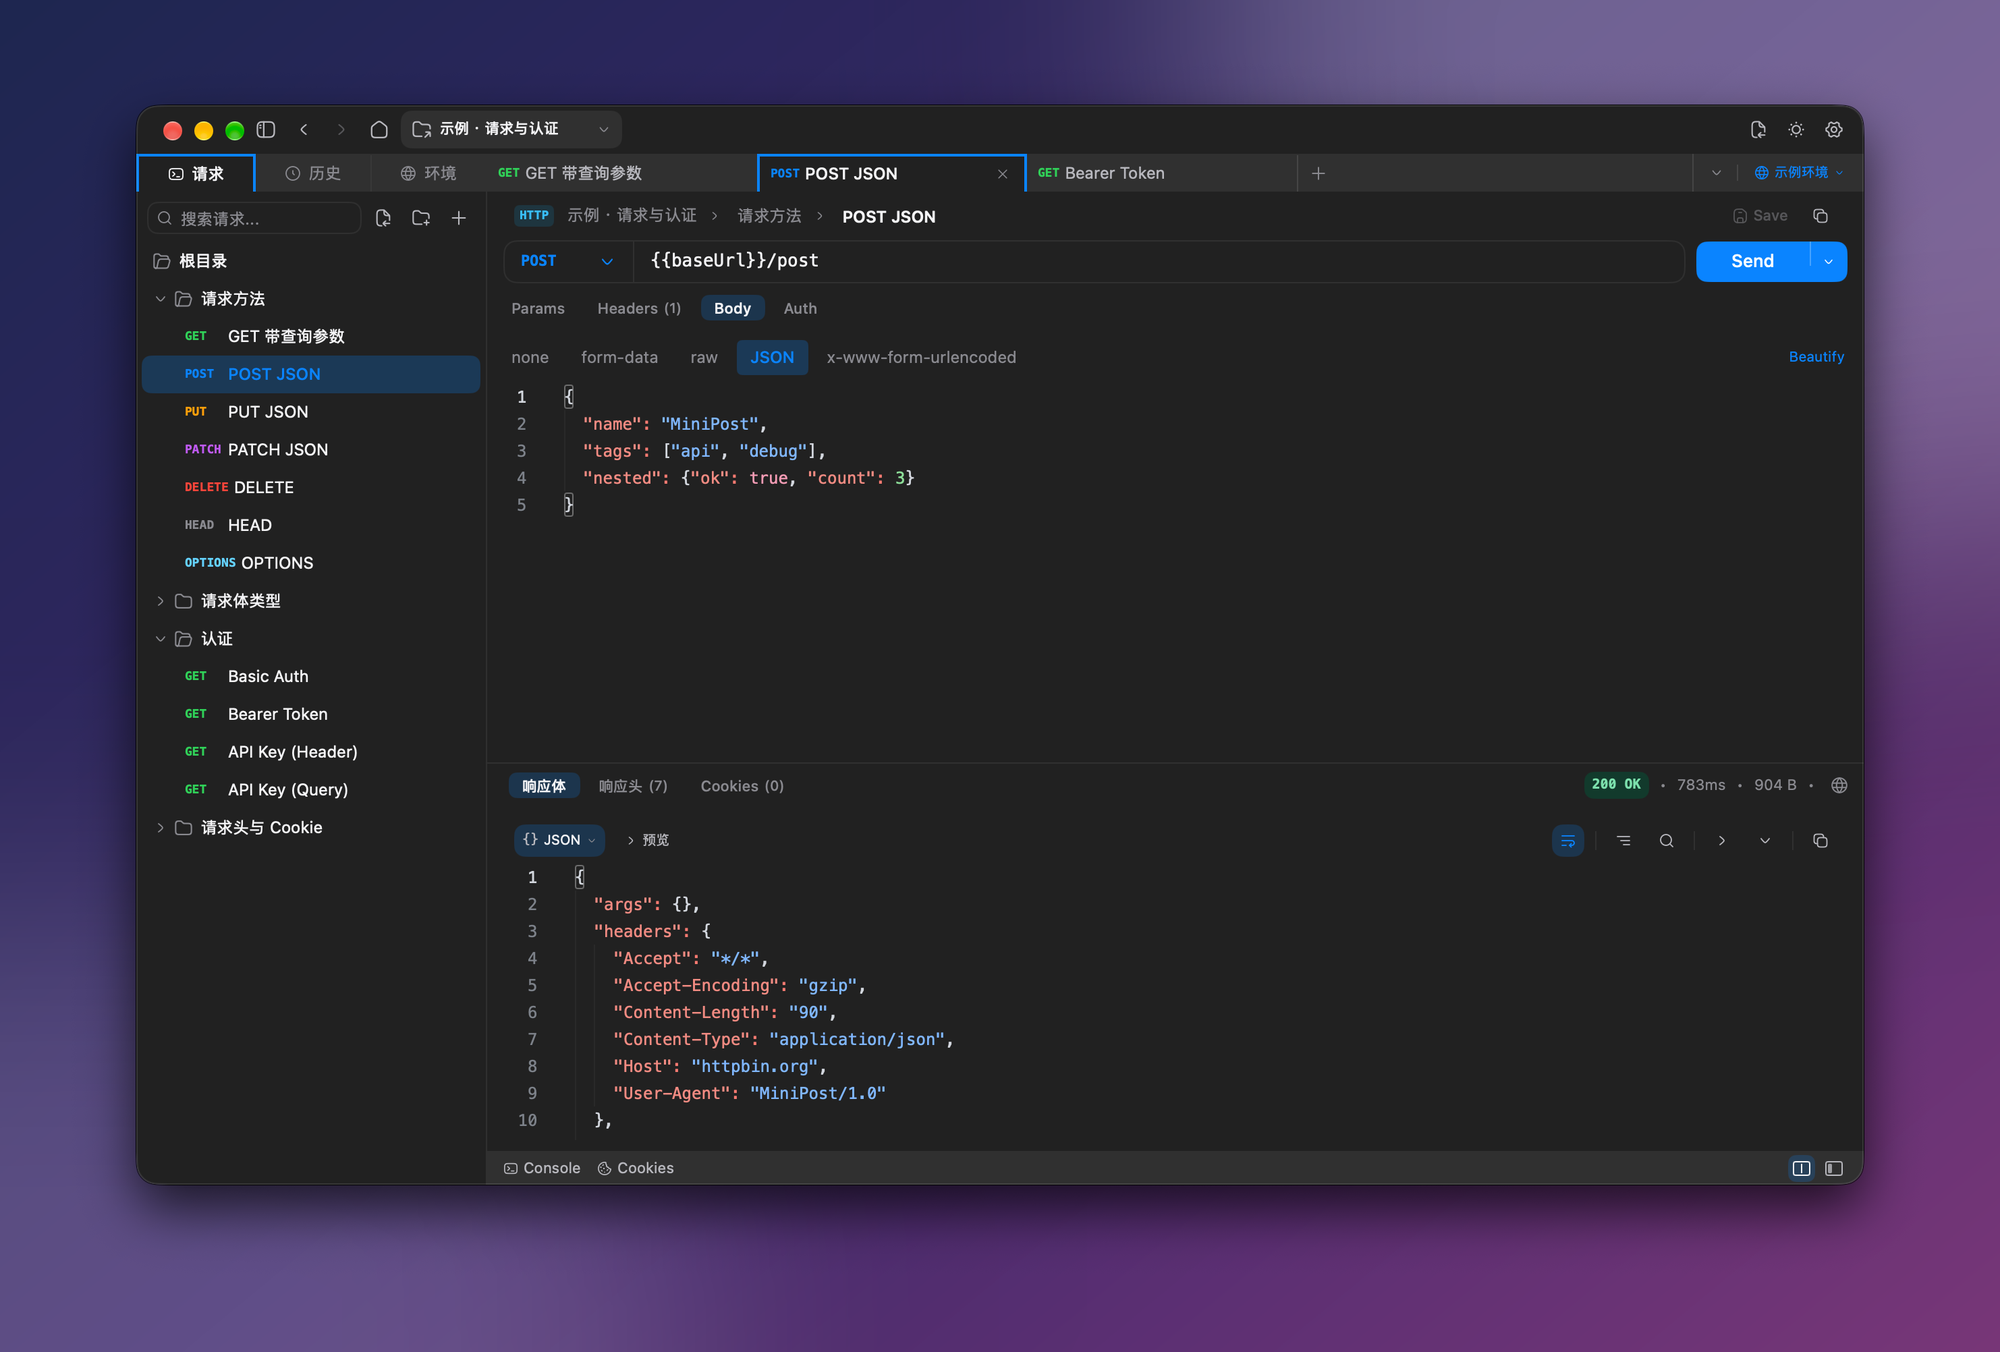 示例 · 请求与认证
请求
历史
环境
GET GET 带查询参数
POST POST JSON
GET Bearer Token
示例环境
搜索请求...
根目录
请求方法
GET GET 带查询参数
POST POST JSON
PUT PUT JSON
PATCH PATCH JSON
DELETE DELETE
HEAD HEAD
OPTIONS OPTIONS
请求体类型
认证
GET Basic Auth
GET Bearer Token
GET API Key (Header)
GET API Key (Query)
请求头与 Cookie
HTTP 示例 · 请求与认证 > 请求方法 > POST JSON
Save
POST {{baseUrl}}/post
Send
Params Headers (1) Body Auth
none form-data raw JSON x-www-form-urlencoded
Beautify
1 {
2 "name": "MiniPost",
3 "tags": ["api", "debug"],
4 "nested": {"ok": true, "count": 3}
5 }
响应体 响应头 (7) Cookies (0)
200 OK • 783ms • 904 B •
{} JSON > 预览
1 {
2 "args": {},
3 "headers": {
4 "Accept": "*/*",
5 "Accept-Encoding": "gzip",
6 "Content-Length": "90",
7 "Content-Type": "application/json",
8 "Host": "httpbin.org",
9 "User-Agent": "MiniPost/1.0"
10 },
Console Cookies